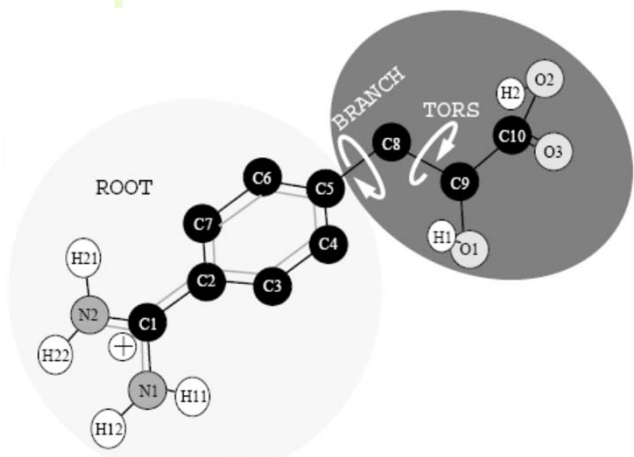 BRANCH
TORS
H2
O2
C10
O3
C8
C9
H1
O1
ROOT
C6
C5
C7
C4
C2
C3
H21
N2
C1
+
H22
N1
H11
H12